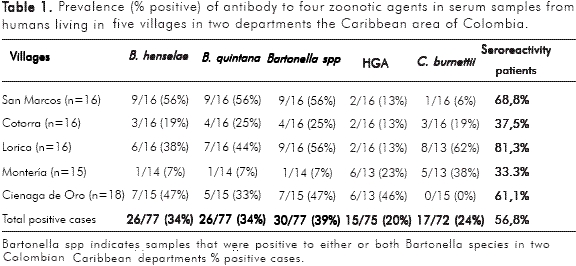 Table 1. Prevalence (% positive) of antibody to four zoonotic agents in serum samples from
humans living in five villages in two departments the Caribbean area of Colombia.
Villages B. henselae B. quintana Bartonella spp HGA C. burnettii Seroreactivity patients
San Marcos (n=16) 9/16 (56%) 9/16 (56%) 9/16 (56%) 2/16 (13%) 1/16 (6%) 68,8%
Cotorra (n=16) 3/16 (19%) 4/16 (25%) 4/16 (25%) 2/16 (13%) 3/16 (19%) 37,5%
Lorica (n=16) 6/16 (38%) 7/16 (44%) 9/16 (56%) 2/16 (13%) 8/13 (62%) 81,3%
Montería (n=15) 1/14 (7%) 1/14 (7%) 1/14 (7%) 6/13 (23%) 5/13 (38%) 33.3%
Cienaga de Oro (n=18) 7/15 (47%) 5/15 (33%) 7/15 (47%) 6/13 (46%) 0/15 (0%) 61,1%
Total positive cases 26/77 (34%) 26/77 (34%) 30/77 (39%) 15/75 (20%) 17/72 (24%) 56,8%
Bartonella spp indicates samples that were positive to either or both Bartonella species in two
Colombian Caribbean departments % positive cases.